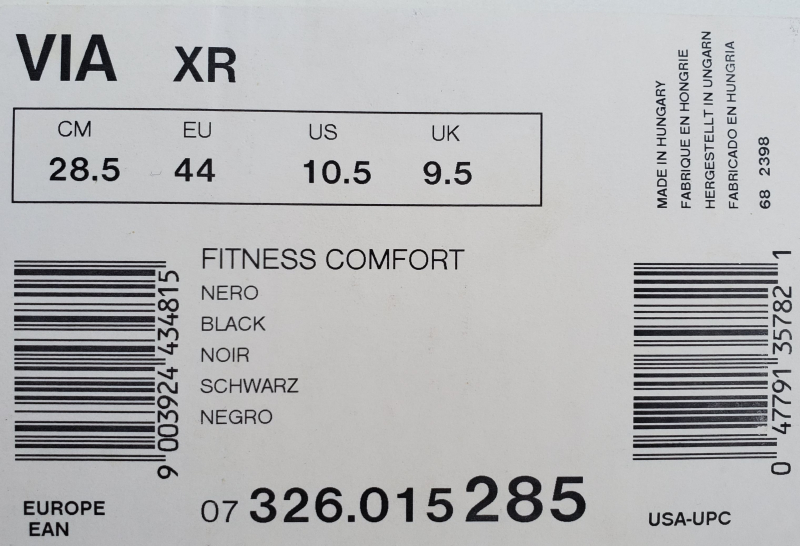 VIA XR
CM EU US UK
28.5 44 10.5 9.5
MADE IN HUNGARY
FABRIQUE EN HONGRIE
HERGESTELLT IN UNGARN
FABRICADO EN HUNGRIA
68 2398
FITNESS COMFORT
NERO
BLACK
NOIR
SCHWARZ
NEGRO
9 003924 434815
EUROPE
EAN
07 326.015 285
0 47791 35782 1
USA-UPC